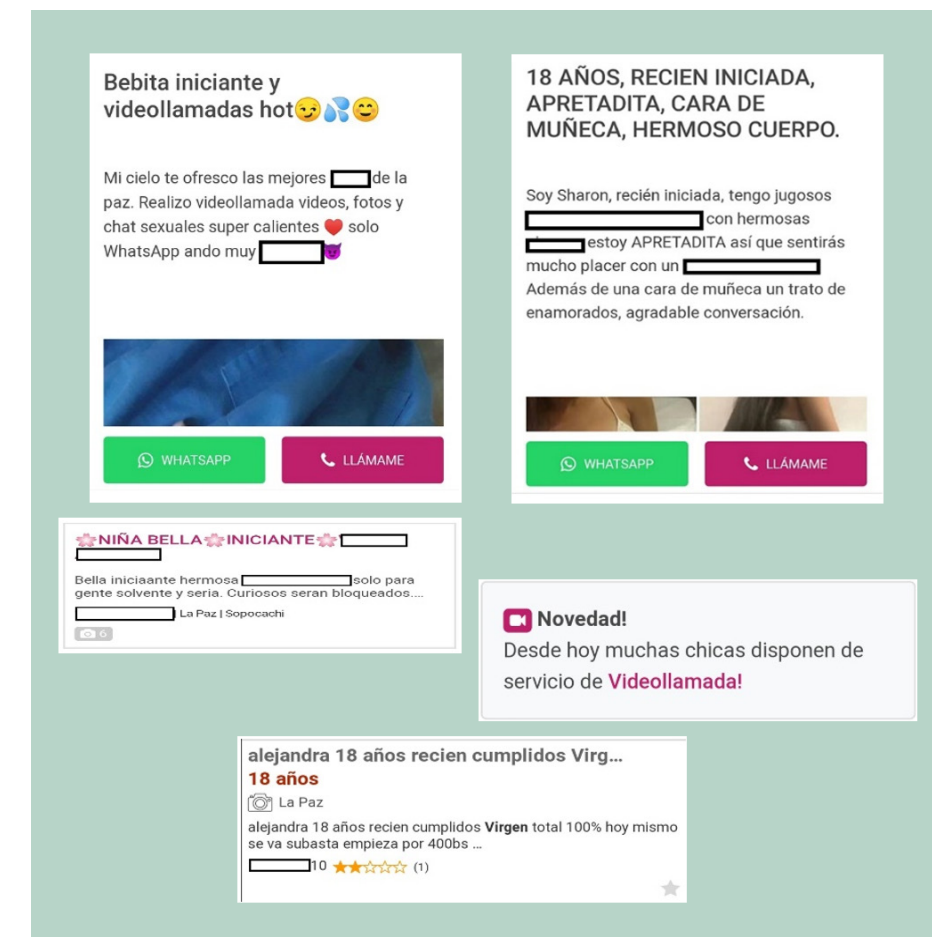 Bebita iniciante y
videollamadas hot😏💦😊
Mi cielo te ofresco las mejores de la
paz. Realizo videollamada videos, fotos y
chat sexuales super calientes ❤️ solo
WhatsApp ando muy 😈
WHATSAPP
LLÁMAME
18 AÑOS, RECIEN INICIADA,
APRETADITA, CARA DE
MUÑECA, HERMOSO CUERPO.
Soy Sharon, recién iniciada, tengo jugosos
con hermosas
estoy APRETADITA así que sentirás
mucho placer con un
Además de una cara de muñeca un trato de
enamorados, agradable conversación.
WHATSAPP
LLÁMAME
🌸NIÑA BELLA🌸INICIANTE🌸
Bella iniciaante hermosa solo para
gente solvente y seria. Curiosos seran bloqueados....
| La Paz | Sopocachi
6
Novedad!
Desde hoy muchas chicas disponen de
servicio de Videollamada!
alejandra 18 años recien cumplidos Virg...
18 años
La Paz
alejandra 18 años recien cumplidos Virgen total 100% hoy mismo
se va subasta empieza por 400bs ...
10 ★★☆☆☆ (1)